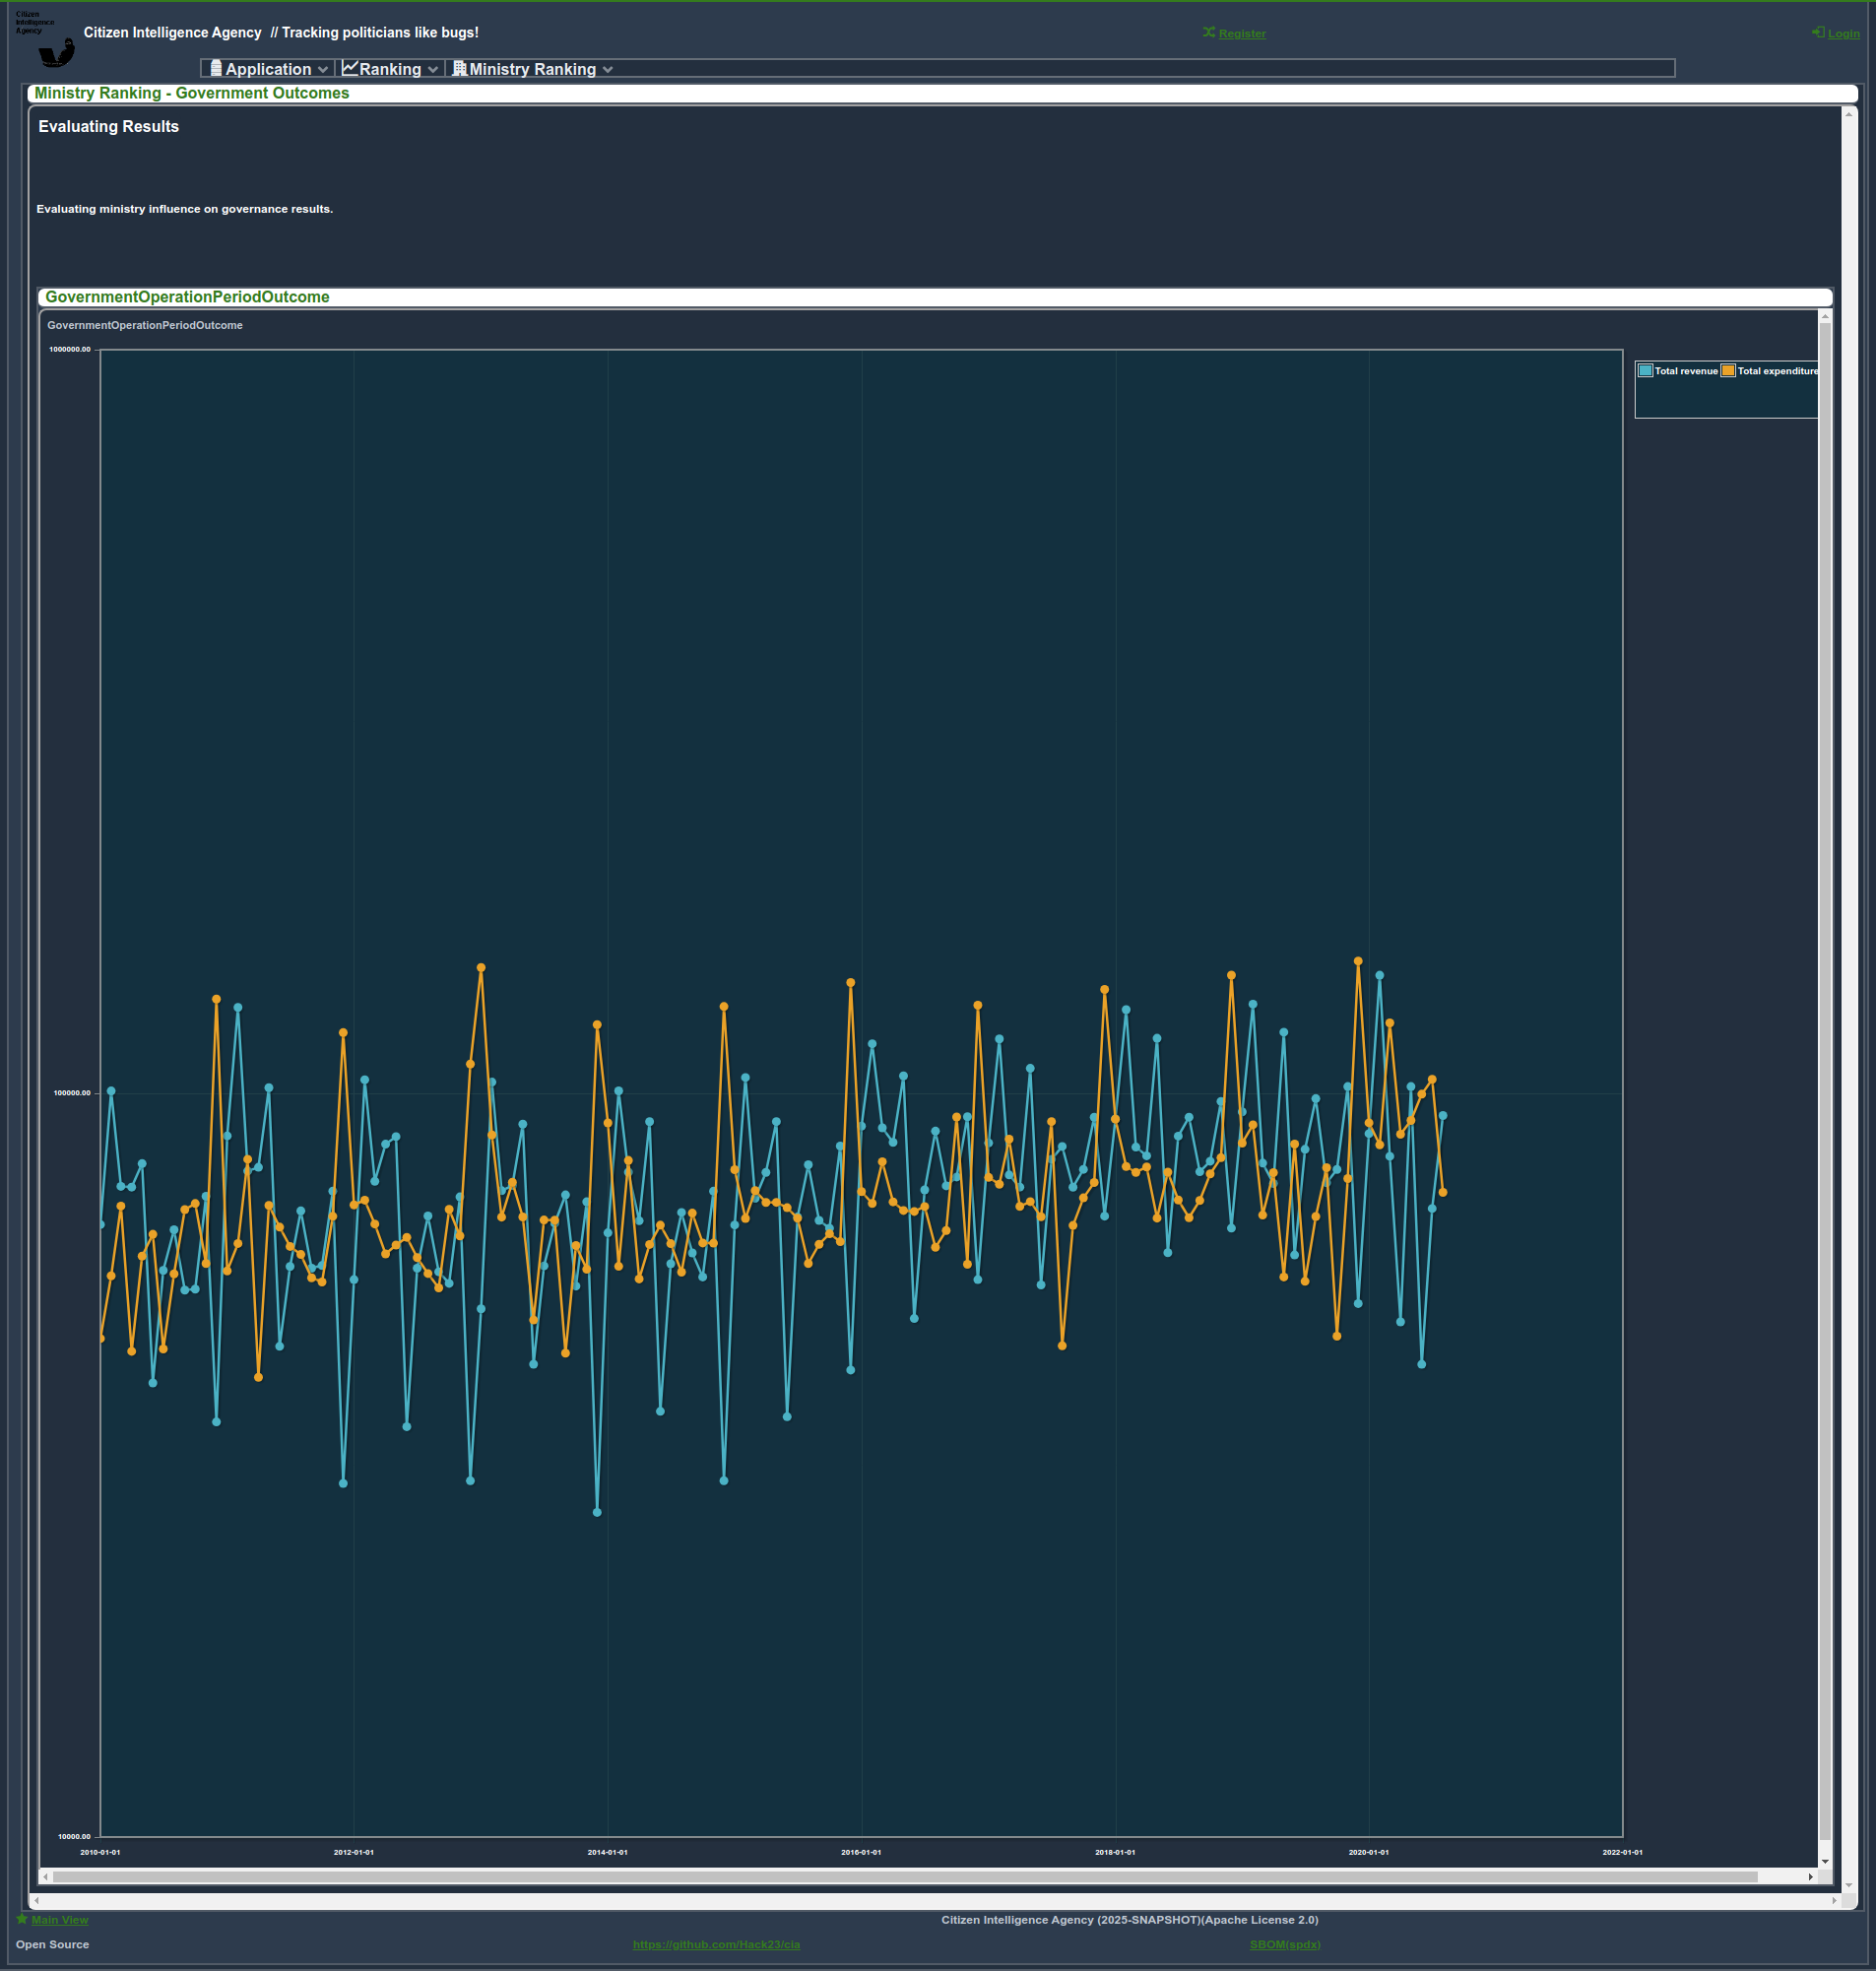 Citizen
Intelligence
Agency
Citizen Intelligence Agency // Tracking politicians like bugs!
Register
Login
Application
Ranking
Ministry Ranking
Ministry Ranking - Government Outcomes
Evaluating Results
Evaluating ministry influence on governance results.
GovernmentOperationPeriodOutcome
GovernmentOperationPeriodOutcome
1000000.00
Total revenue
Total expenditure
100000.00
10000.00
2010-01-01
2012-01-01
2014-01-01
2016-01-01
2018-01-01
2020-01-01
2022-01-01
Main View
Citizen Intelligence Agency (2025-SNAPSHOT)(Apache License 2.0)
Open Source
https://github.com/Hack23/cia
SBOM(spdx)